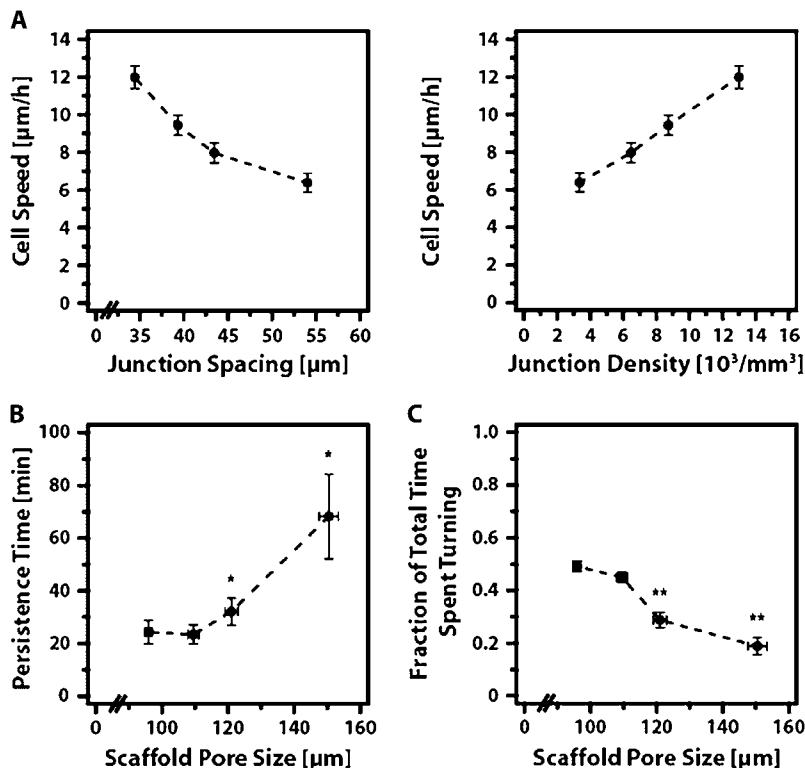 A
14
12
10
8
6
4
2
0
Cell Speed [µm/h]
0 35 40 45 50 55 60
Junction Spacing [µm]
14
12
10
8
6
4
2
0
Cell Speed [µm/h]
0 2 4 6 8 10 12 14 16
Junction Density [10³/mm³]
B
100
80
60
40
20
0
Persistence Time [min]
*
*
0 100 120 140 160
Scaffold Pore Size [µm]
C
1.0
0.8
0.6
0.4
0.2
0
Fraction of Total Time
Spent Turning
**
**
0 100 120 140 160
Scaffold Pore Size [µm]